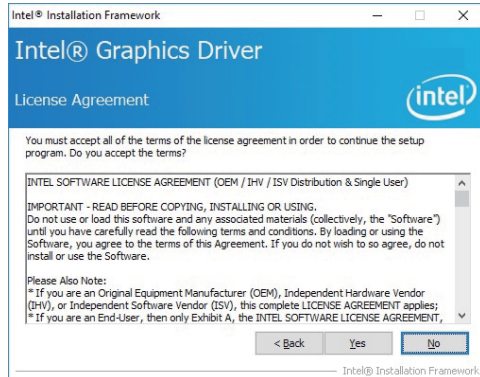 Intel® Installation Framework
Intel® Graphics Driver
License Agreement
intel
You must accept all of the terms of the license agreement in order to continue the setup
program. Do you accept the terms?
INTEL SOFTWARE LICENSE AGREEMENT (OEM / IHV / ISV Distribution & Single User)
IMPORTANT - READ BEFORE COPYING, INSTALLING OR USING.
Do not use or load this software and any associated materials (collectively, the "Software")
until you have carefully read the following terms and conditions. By loading or using the
Software, you agree to the terms of this Agreement. If you do not wish to so agree, do not
install or use the Software.
Please Also Note:
* If you are an Original Equipment Manufacturer (OEM), Independent Hardware Vendor
(IHV), or Independent Software Vendor (ISV), this complete LICENSE AGREEMENT applies;
* If you are an End-User, then only Exhibit A, the INTEL SOFTWARE LICENSE AGREEMENT,
< Back
Yes
No
Intel® Installation Framework